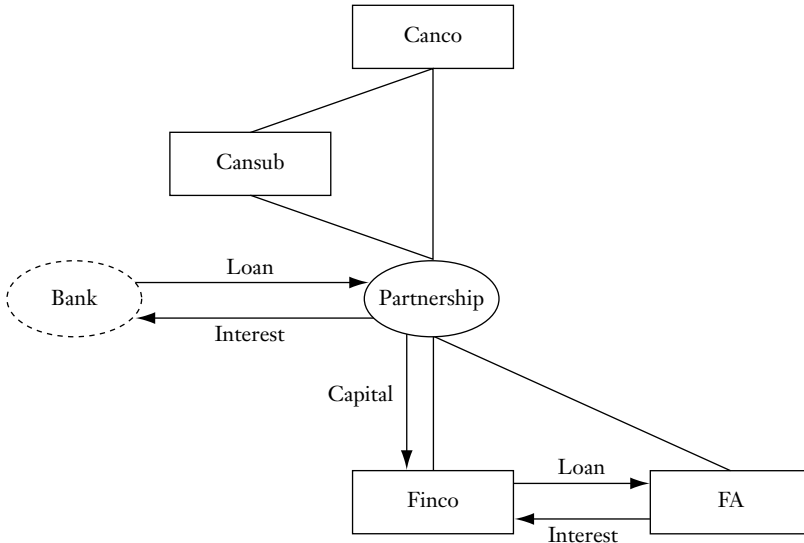 Canco
Cansub
Loan
Bank
Partnership
Interest
Capital
Loan
Finco
FA
Interest